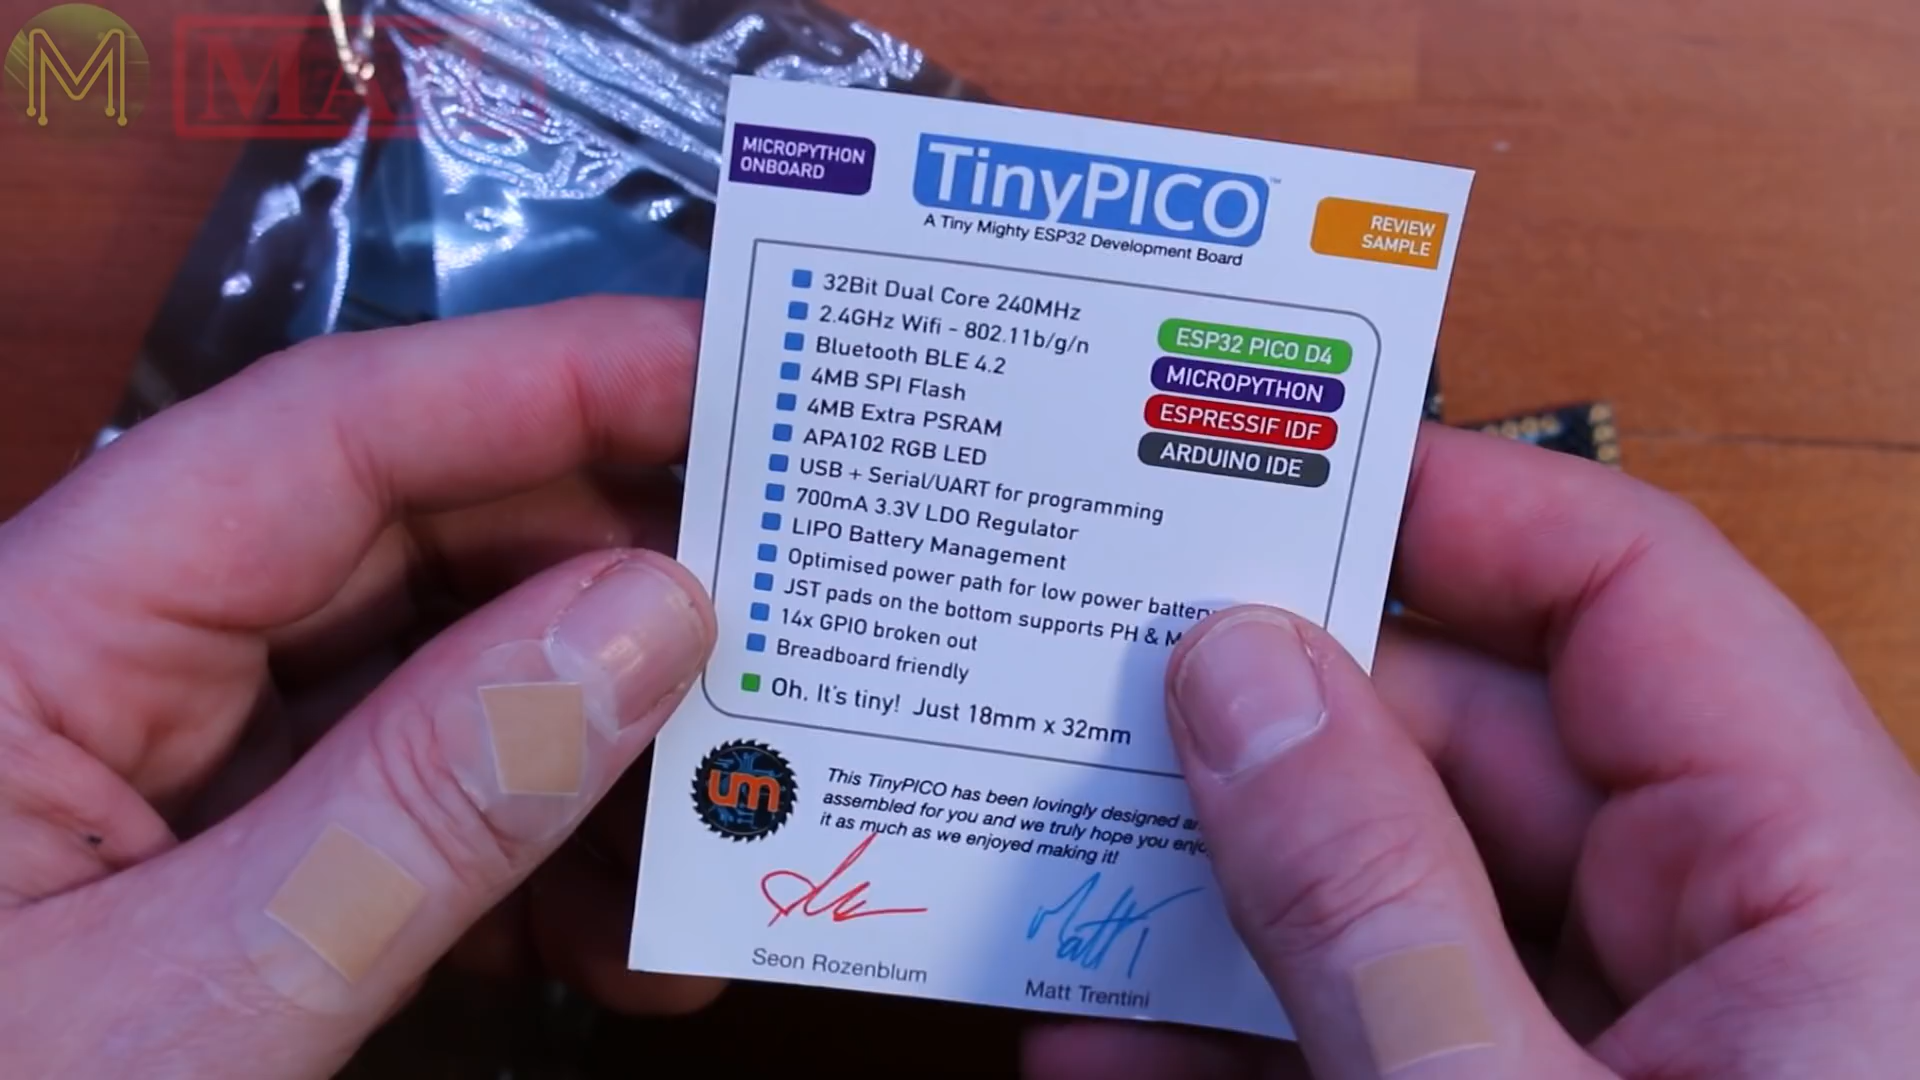 M
MICROPYTHON
ONBOARD
TinyPICO™
A Tiny Mighty ESP32 Development Board
REVIEW
SAMPLE
32Bit Dual Core 240MHz
2.4GHz Wifi - 802.11b/g/n
Bluetooth BLE 4.2
4MB SPI Flash
4MB Extra PSRAM
APA102 RGB LED
USB + Serial/UART for programming
700mA 3.3V LDO Regulator
LIPO Battery Management
Optimised power path for low power
JST pads on the bottom supports PH &
14x GPIO broken out
Breadboard friendly
Oh. It's tiny! Just 18mm x 32mm
ESP32 PICO D4
MICROPYTHON
ESPRESSIF IDF
ARDUINO IDE
um
This TinyPICO has been lovingly designed
assembled for you and we truly hope you
it as much as we enjoyed making it!
Matt
Seon Rozenblum
Matt Trentini